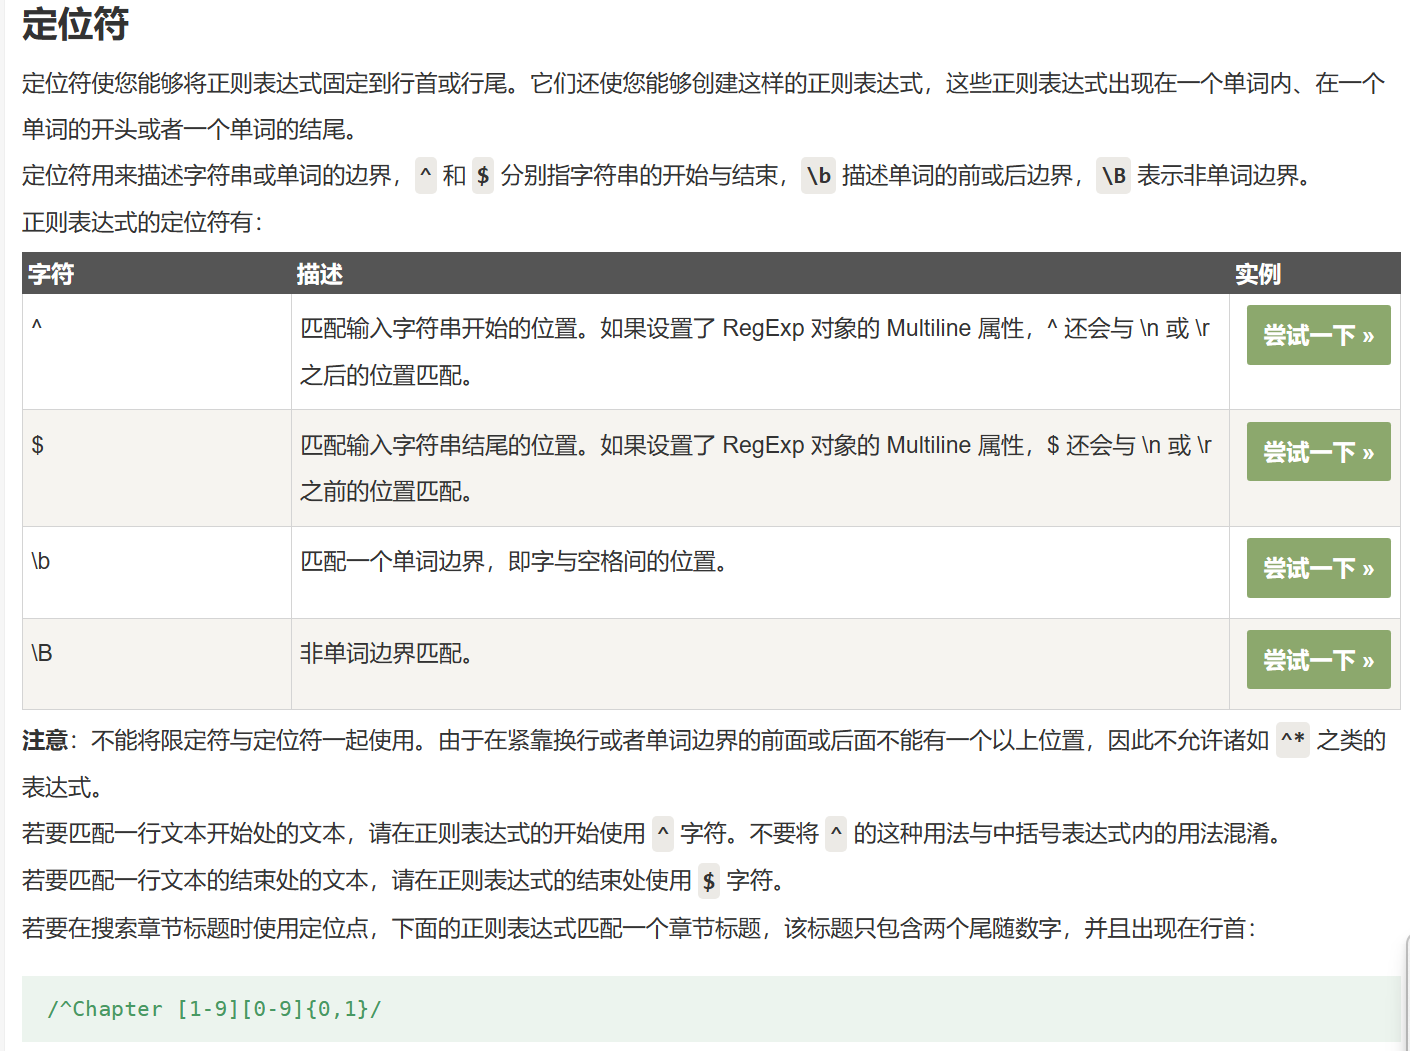 定位符
定位符使您能够将正则表达式固定到行首或行尾。它们还使您能够创建这样的正则表达式，这些正则表达式出现在一个单词内、在一个
单词的开头或者一个单词的结尾。
定位符用来描述字符串或单词的边界，^ 和 $ 分别指字符串的开始与结束，\b 描述单词的前或后边界，\B 表示非单词边界。
正则表达式的定位符有：
字符 描述 实例
^ 匹配输入字符串开始的位置。如果设置了 RegExp 对象的 Multiline 属性，^ 还会与 \n 或 \r 尝试一下 »
之后的位置匹配。
$ 匹配输入字符串结尾的位置。如果设置了 RegExp 对象的 Multiline 属性，$ 还会与 \n 或 \r 尝试一下 »
之前的位置匹配。
\b 匹配一个单词边界，即字与空格间的位置。 尝试一下 »
\B 非单词边界匹配。 尝试一下 »
注意：不能将限定符与定位符一起使用。由于在紧靠换行或者单词边界的前面或后面不能有一个以上位置，因此不允许诸如 ^* 之类的
表达式。
若要匹配一行文本开始处的文本，请在正则表达式的开始使用 ^ 字符。不要将 ^ 的这种用法与中括号表达式内的用法混淆。
若要匹配一行文本的结束处的文本，请在正则表达式的结束处使用 $ 字符。
若要在搜索章节标题时使用定位点，下面的正则表达式匹配一个章节标题，该标题只包含两个尾随数字，并且出现在行首：
/^Chapter [1-9][0-9]{0,1}/